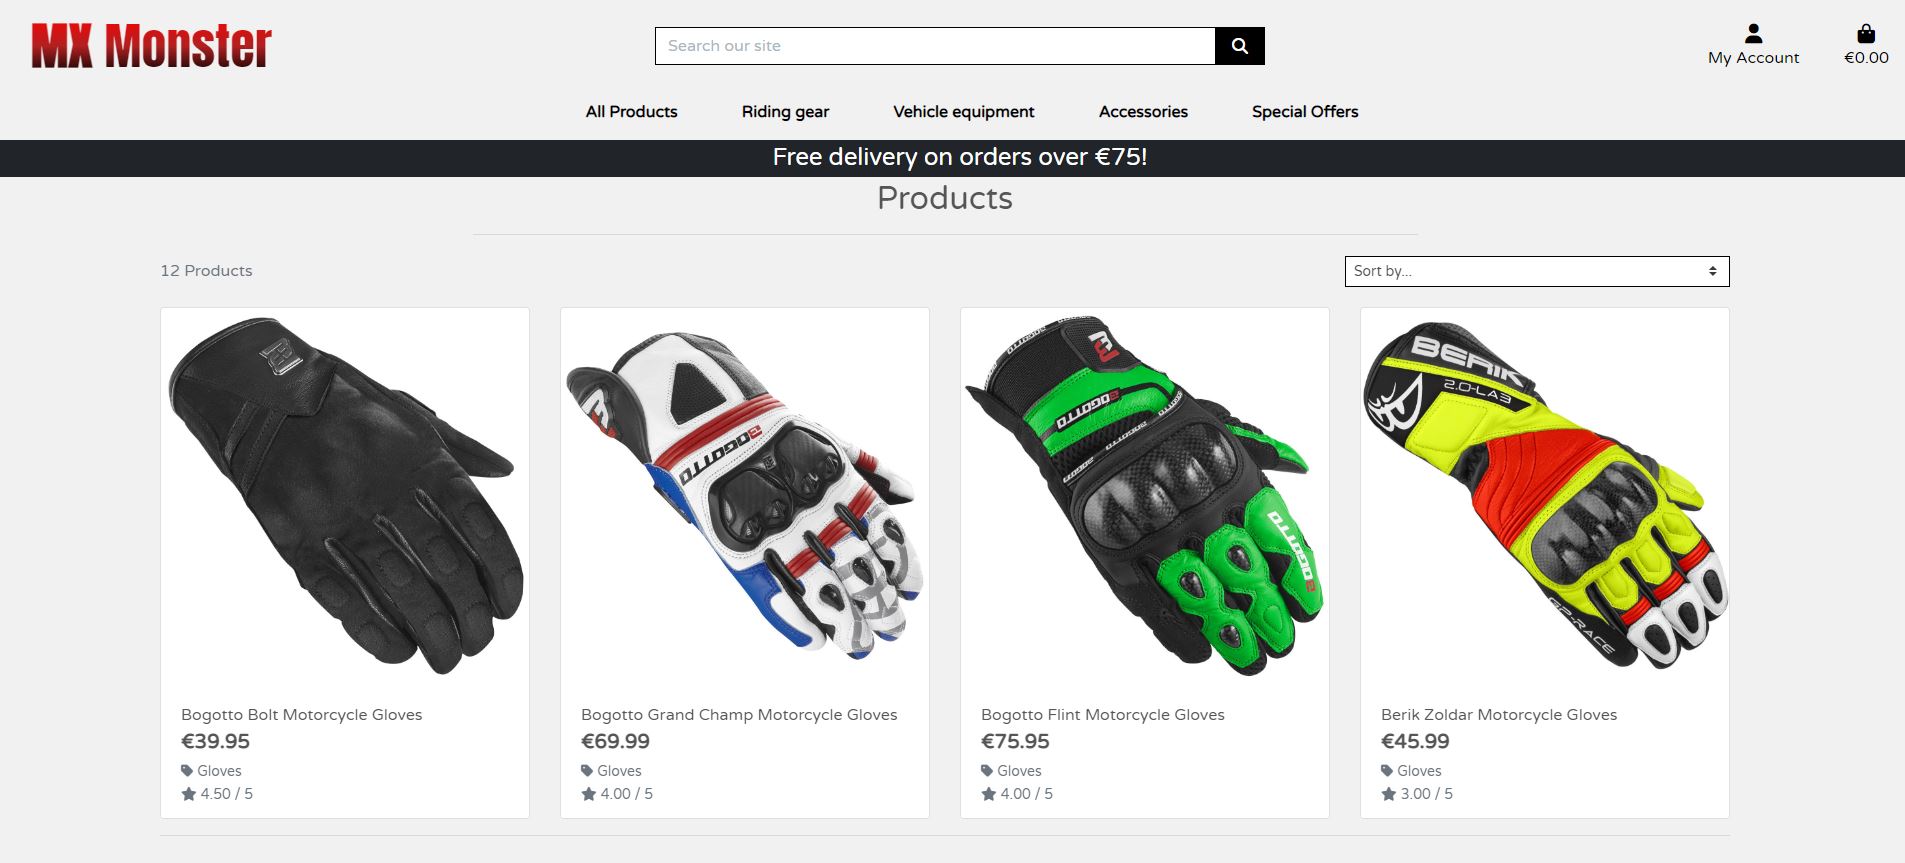 MX Monster
Search our site
My Account
€0.00
All Products
Riding gear
Vehicle equipment
Accessories
Special Offers
Free delivery on orders over €75!
Products
12 Products
Sort by...
BOGOTTO
BOGOTTO
BOGOTTO
BERIK
2.0-LAB
GP-RACE
Bogotto Bolt Motorcycle Gloves
€39.95
Gloves
4.50 / 5
Bogotto Grand Champ Motorcycle Gloves
€69.99
Gloves
4.00 / 5
Bogotto Flint Motorcycle Gloves
€75.95
Gloves
4.00 / 5
Berik Zoldar Motorcycle Gloves
€45.99
Gloves
3.00 / 5